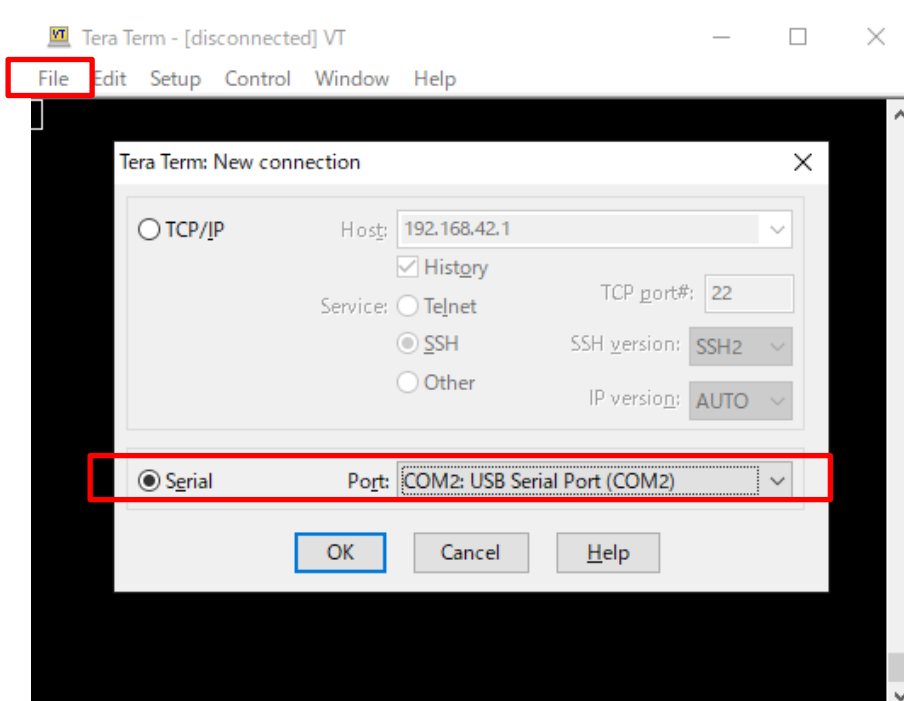 VT Tera Term - [disconnected] VT
File Edit Setup Control Window Help
Tera Term: New connection
TCP/IP Host: 192.168.42.1
History
Service: Telnet TCP port#: 22
SSH SSH version: SSH2
Other IP version: AUTO
Serial Port: COM2: USB Serial Port (COM2)
OK Cancel Help